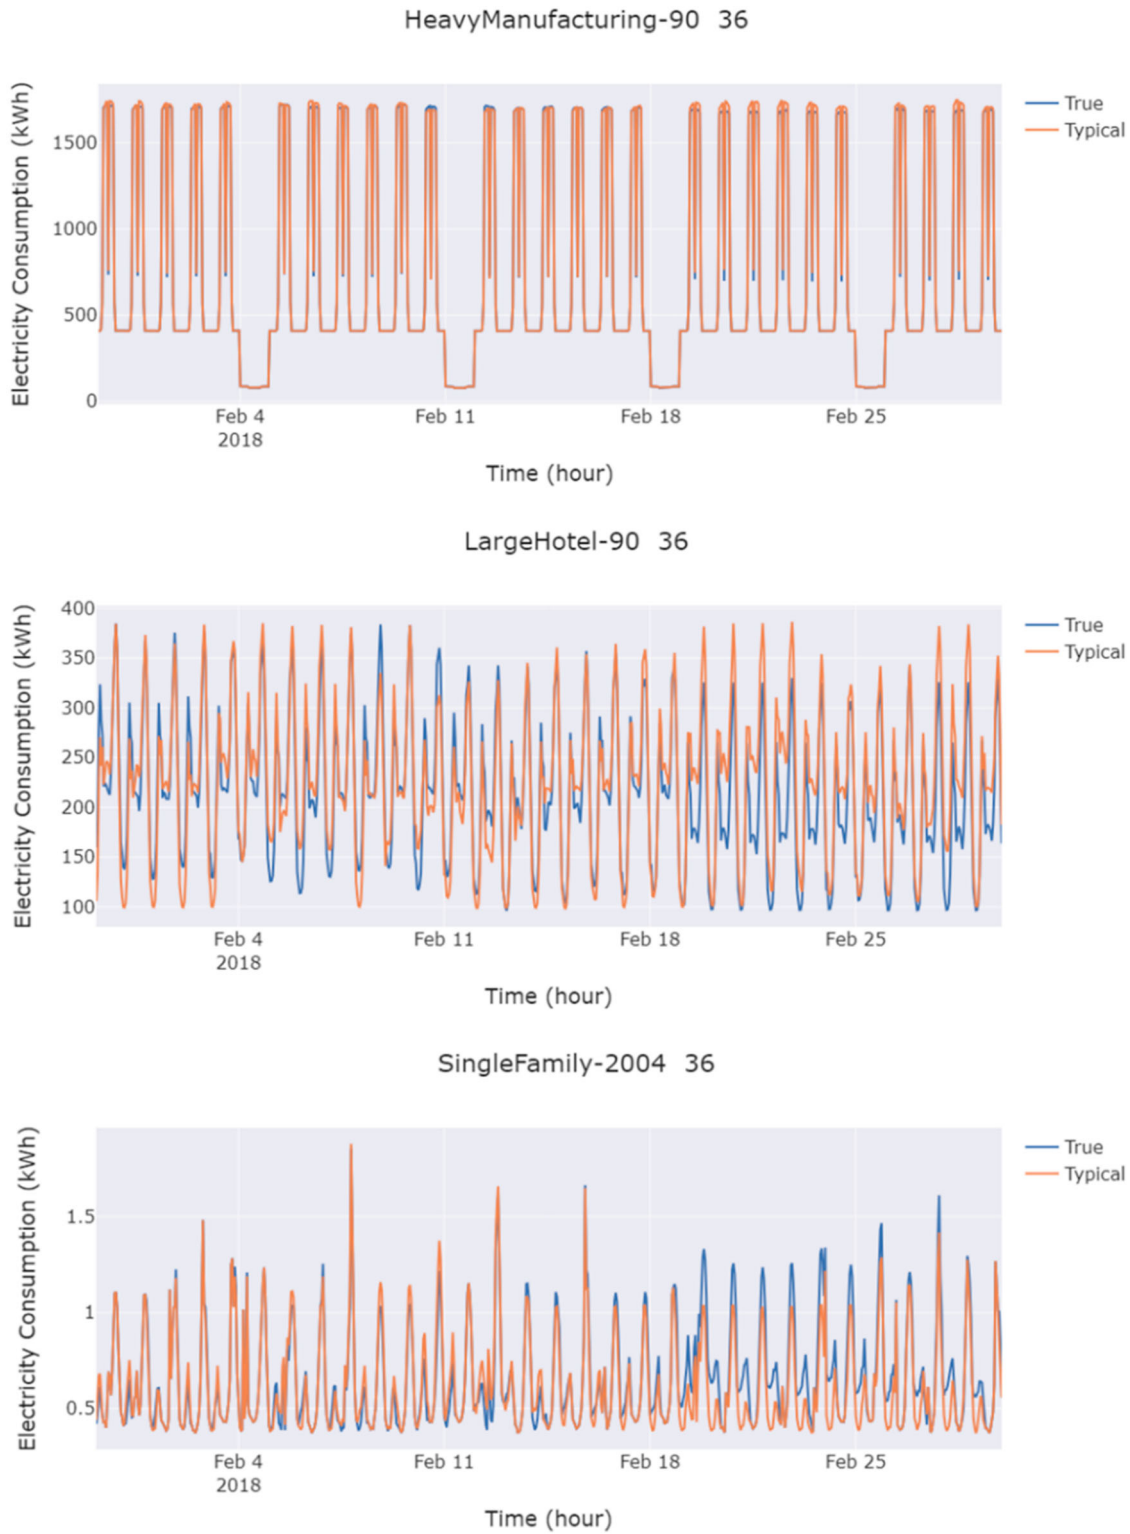 HeavyManufacturing-90 36
Electricity Consumption (kWh)
1500
1000
500
0
Feb 4
2018
Feb 11
Feb 18
Feb 25
Time (hour)
True
Typical
LargeHotel-90 36
Electricity Consumption (kWh)
400
350
300
250
200
150
100
Feb 4
2018
Feb 11
Feb 18
Feb 25
Time (hour)
True
Typical
SingleFamily-2004 36
Electricity Consumption (kWh)
1.5
1
0.5
Feb 4
2018
Feb 11
Feb 18
Feb 25
Time (hour)
True
Typical